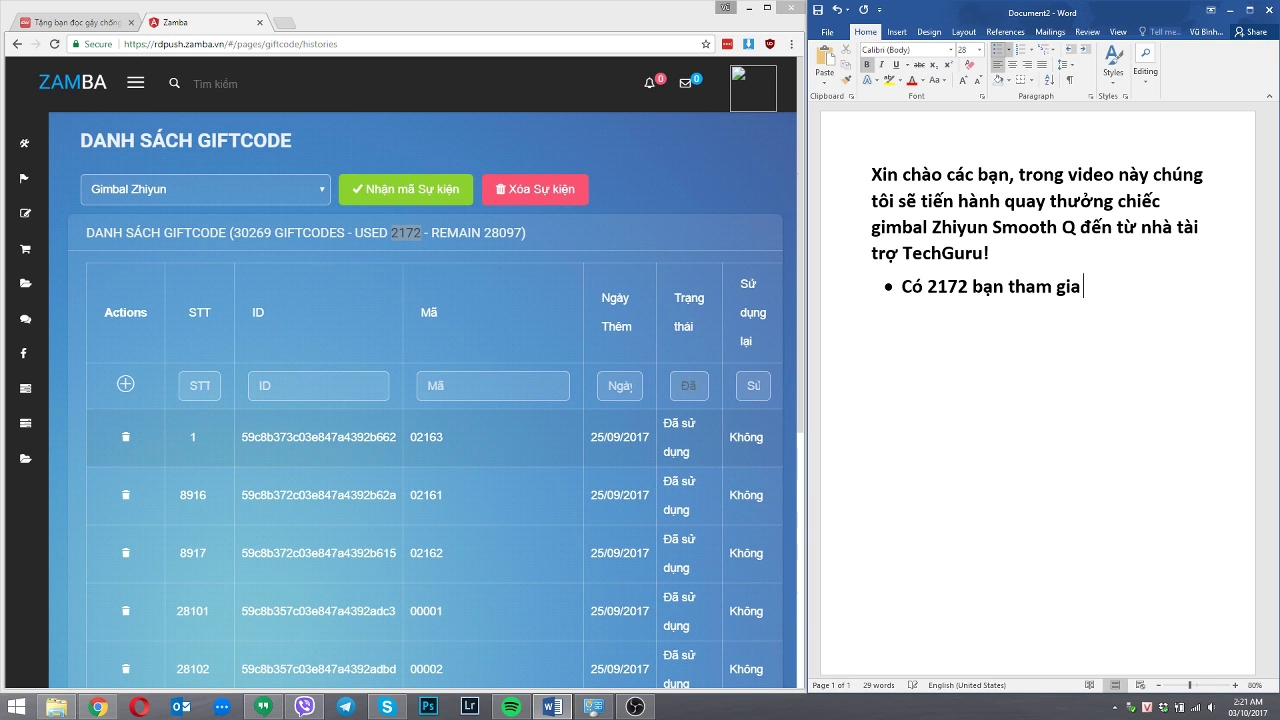 Tặng bạn đọc gậy chống
Zamba
Secure
https://rdpush.zamba.vn/#/pages/giftcode/histories
ZAMBA
Tìm kiếm
0
0
DANH SÁCH GIFTCODE
Gimbal Zhiyun
Nhận mã Sự kiện
Xóa Sự kiện
DANH SÁCH GIFTCODE (30269 GIFTCODES - USED 2172 - REMAIN 28097)
Actions STT ID Mã Ngày Thêm Trạng thái Sử dụng lại
STT ID Mã Ngày Đã Sử
1 59c8b373c03e847a4392b662 02163 25/09/2017 Đã sử dụng Không
8916 59c8b372c03e847a4392b62a 02161 25/09/2017 Đã sử dụng Không
8917 59c8b372c03e847a4392b615 02162 25/09/2017 Đã sử dụng Không
28101 59c8b357c03e847a4392adc3 00001 25/09/2017 Đã sử dụng Không
28102 59c8b357c03e847a4392adbd 00002 25/09/2017 Đã sử dụng Không
Document2 - Word
File Home Insert Design Layout References Mailings Review View Tell me... Vũ Bình... Share
Calibri (Body) 28
Paste
Styles
Editing
Clipboard Font Paragraph Styles
Xin chào các bạn, trong video này chúng
tôi sẽ tiến hành quay thưởng chiếc
gimbal Zhiyun Smooth Q đến từ nhà tài
trợ TechGuru!
• Có 2172 bạn tham gia
Page 1 of 1 29 words English (United States) 80%
2:21 AM
03/10/2017